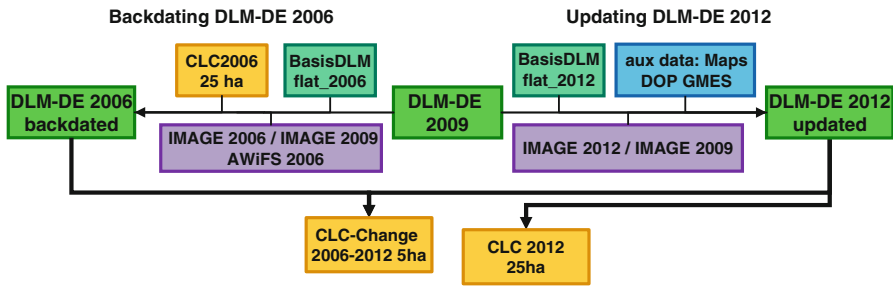 Backdating DLM-DE 2006
Updating DLM-DE 2012
CLC2006
25 ha
BasisDLM
flat_2006
BasisDLM
flat_2012
aux data: Maps
DOP GMES
DLM-DE 2006
backdated
DLM-DE
2009
DLM-DE 2012
updated
IMAGE 2006 / IMAGE 2009
AWiFS 2006
IMAGE 2012 / IMAGE 2009
CLC-Change
2006-2012 5ha
CLC 2012
25ha